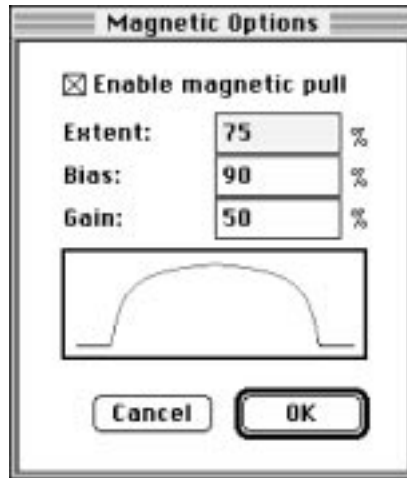 Magnetic Options
Enable magnetic pull
Extent: 75 %
Bias: 90 %
Gain: 50 %
Cancel OK